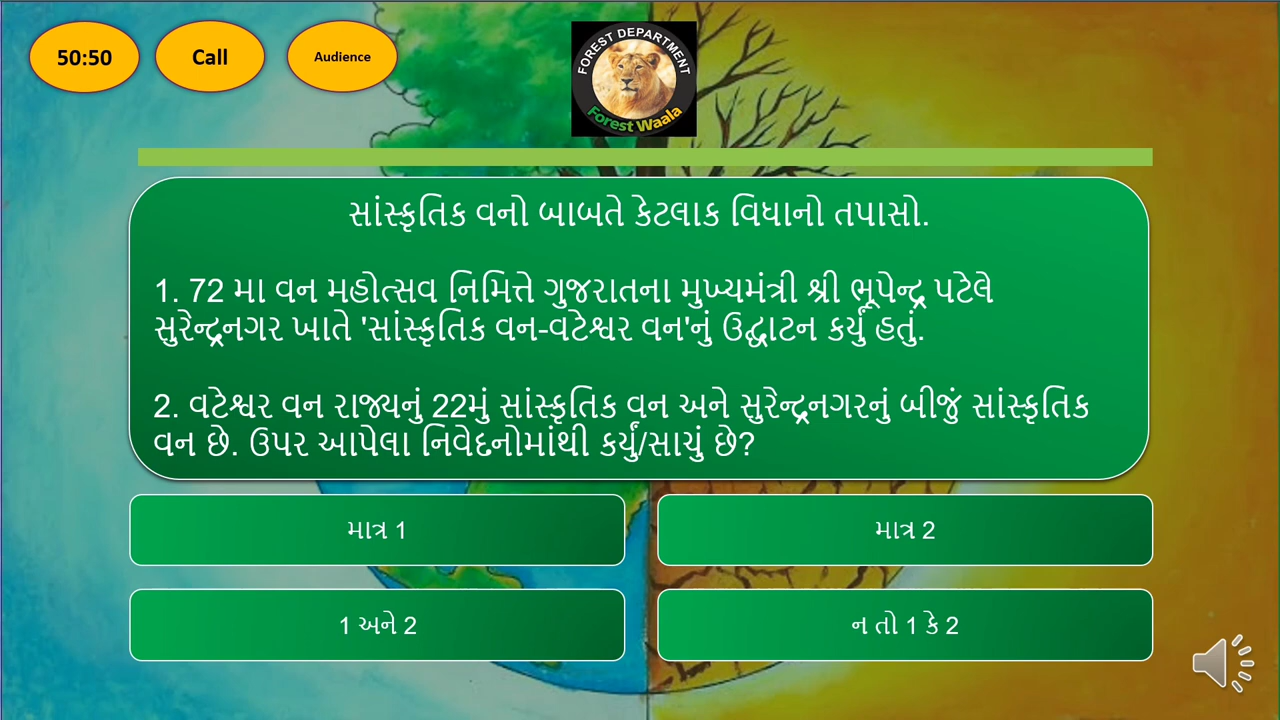 50:50
Call
Audience
FOREST DEPARTMENT
Forest Waala
સાંસ્કૃતિક વનો બાબતે કેટલાક વિધાનો તપાસો.
1. 72 મા વન મહોત્સવ નિમિત્તે ગુજરાતના મુખ્યમંત્રી શ્રી ભૂપેન્દ્ર પટેલે
સુરેન્દ્રનગર ખાતે 'સાંસ્કૃતિક વન-વટેશ્વર વન'નું ઉદ્ઘાટન કર્યું હતું.
2. વટેશ્વર વન રાજ્યનું 22મું સાંસ્કૃતિક વન અને સુરેન્દ્રનગરનું બીજું સાંસ્કૃતિક
વન છે. ઉપર આપેલા નિવેદનોમાંથી કર્યું/સાચું છે?
માત્ર 1
માત્ર 2
1 અને 2
ન તો 1 કે 2